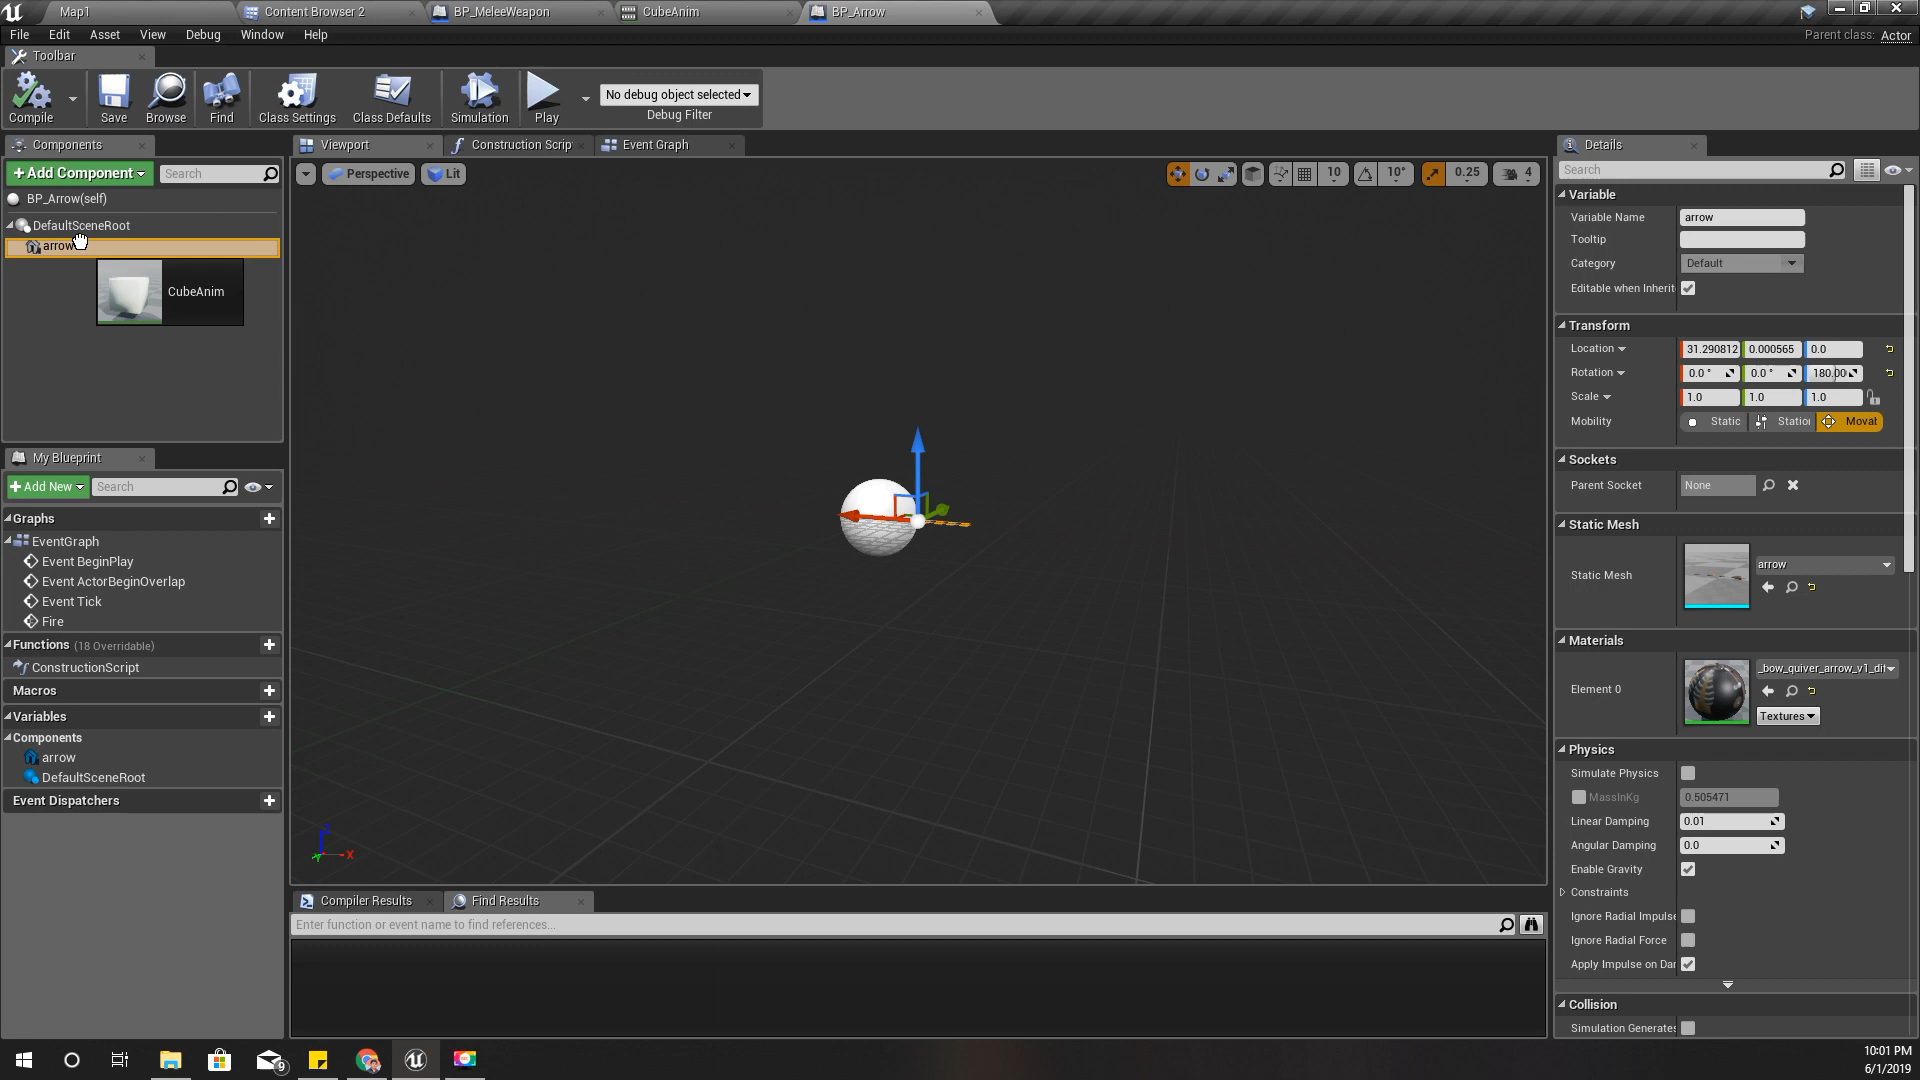 Map1
Content Browser 2
BP_MeleeWeapon
CubeAnim
BP_Arrow
File Edit Asset View Debug Window Help
Parent class: Actor
Toolbar
Compile
Save
Browse
Find
Class Settings
Class Defaults
Simulation
Play
No debug object selected
Debug Filter
Components
+ Add Component
Search
BP_Arrow(self)
DefaultSceneRoot
arrow
CubeAnim
My Blueprint
+ Add New
Search
Graphs
EventGraph
Event BeginPlay
Event ActorBeginOverlap
Event Tick
Fire
Functions (18 Overridable)
ConstructionScript
Macros
Variables
Components
arrow
DefaultSceneRoot
Event Dispatchers
Viewport
Construction Scrip
Event Graph
Perspective
Lit
10
10°
0.25
4
Z
X
Compiler Results
Find Results
Enter function or event name to find references...
Details
Search
Variable
Variable Name arrow
Tooltip
Category Default
Editable when Inherit
Transform
Location 31.290812 0.000565 0.0
Rotation 0.0 ° 0.0 ° 180.00
Scale 1.0 1.0 1.0
Mobility Static Station Movab
Sockets
Parent Socket None
Static Mesh
Static Mesh arrow
Materials
Element 0 _bow_quiver_arrow_v1_dif
Textures
Physics
Simulate Physics
MassInKg 0.505471
Linear Damping 0.01
Angular Damping 0.0
Enable Gravity
Constraints
Ignore Radial Impulse
Ignore Radial Force
Apply Impulse on Dam
Collision
Simulation Generates
9
10:01 PM
6/1/2019